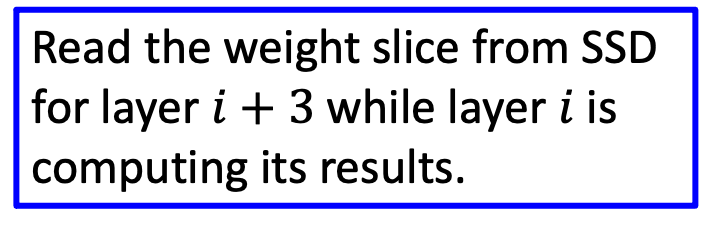 Read the weight slice from SSD
for layer i + 3 while layer i is
computing its results.